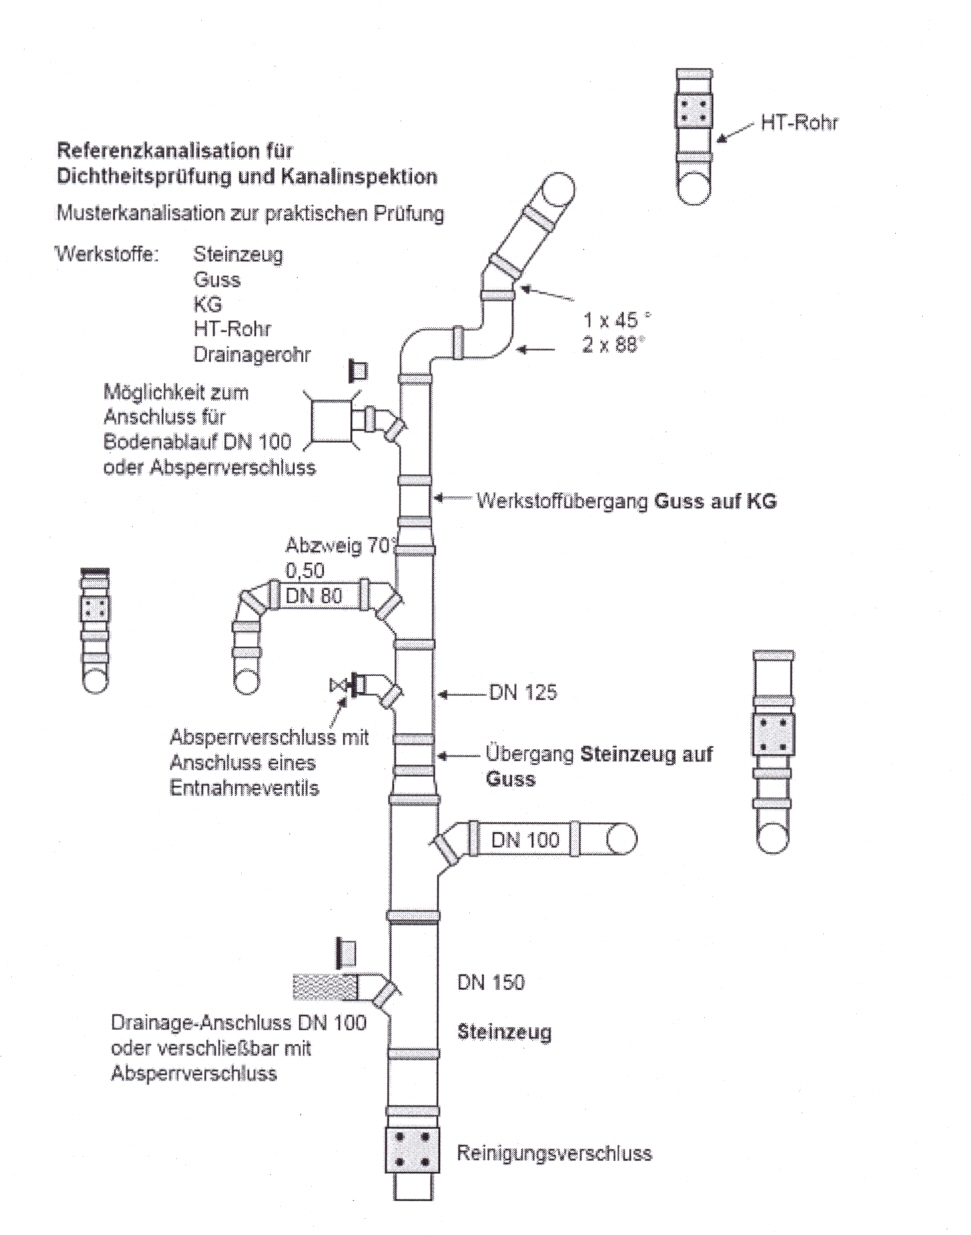 HT-Rohr
Referenzkanalisation für
Dichtheitsprüfung und Kanalinspektion
Musterkanalisation zur praktischen Prüfung
Werkstoffe: Steinzeug
Guss
KG
HT-Rohr
Drainagerohr
1 x 45 °
2 x 88°
Möglichkeit zum
Anschluss für
Bodenablauf DN 100
oder Absperrverschluss
Werkstoffübergang Guss auf KG
Abzweig 70°
0,50
DN 80
DN 125
Absperrverschluss mit
Anschluss eines
Entnahmeventils
Übergang Steinzeug auf
Guss
DN 100
DN 150
Steinzeug
Drainage-Anschluss DN 100
oder verschließbar mit
Absperrverschluss
Reinigungsverschluss